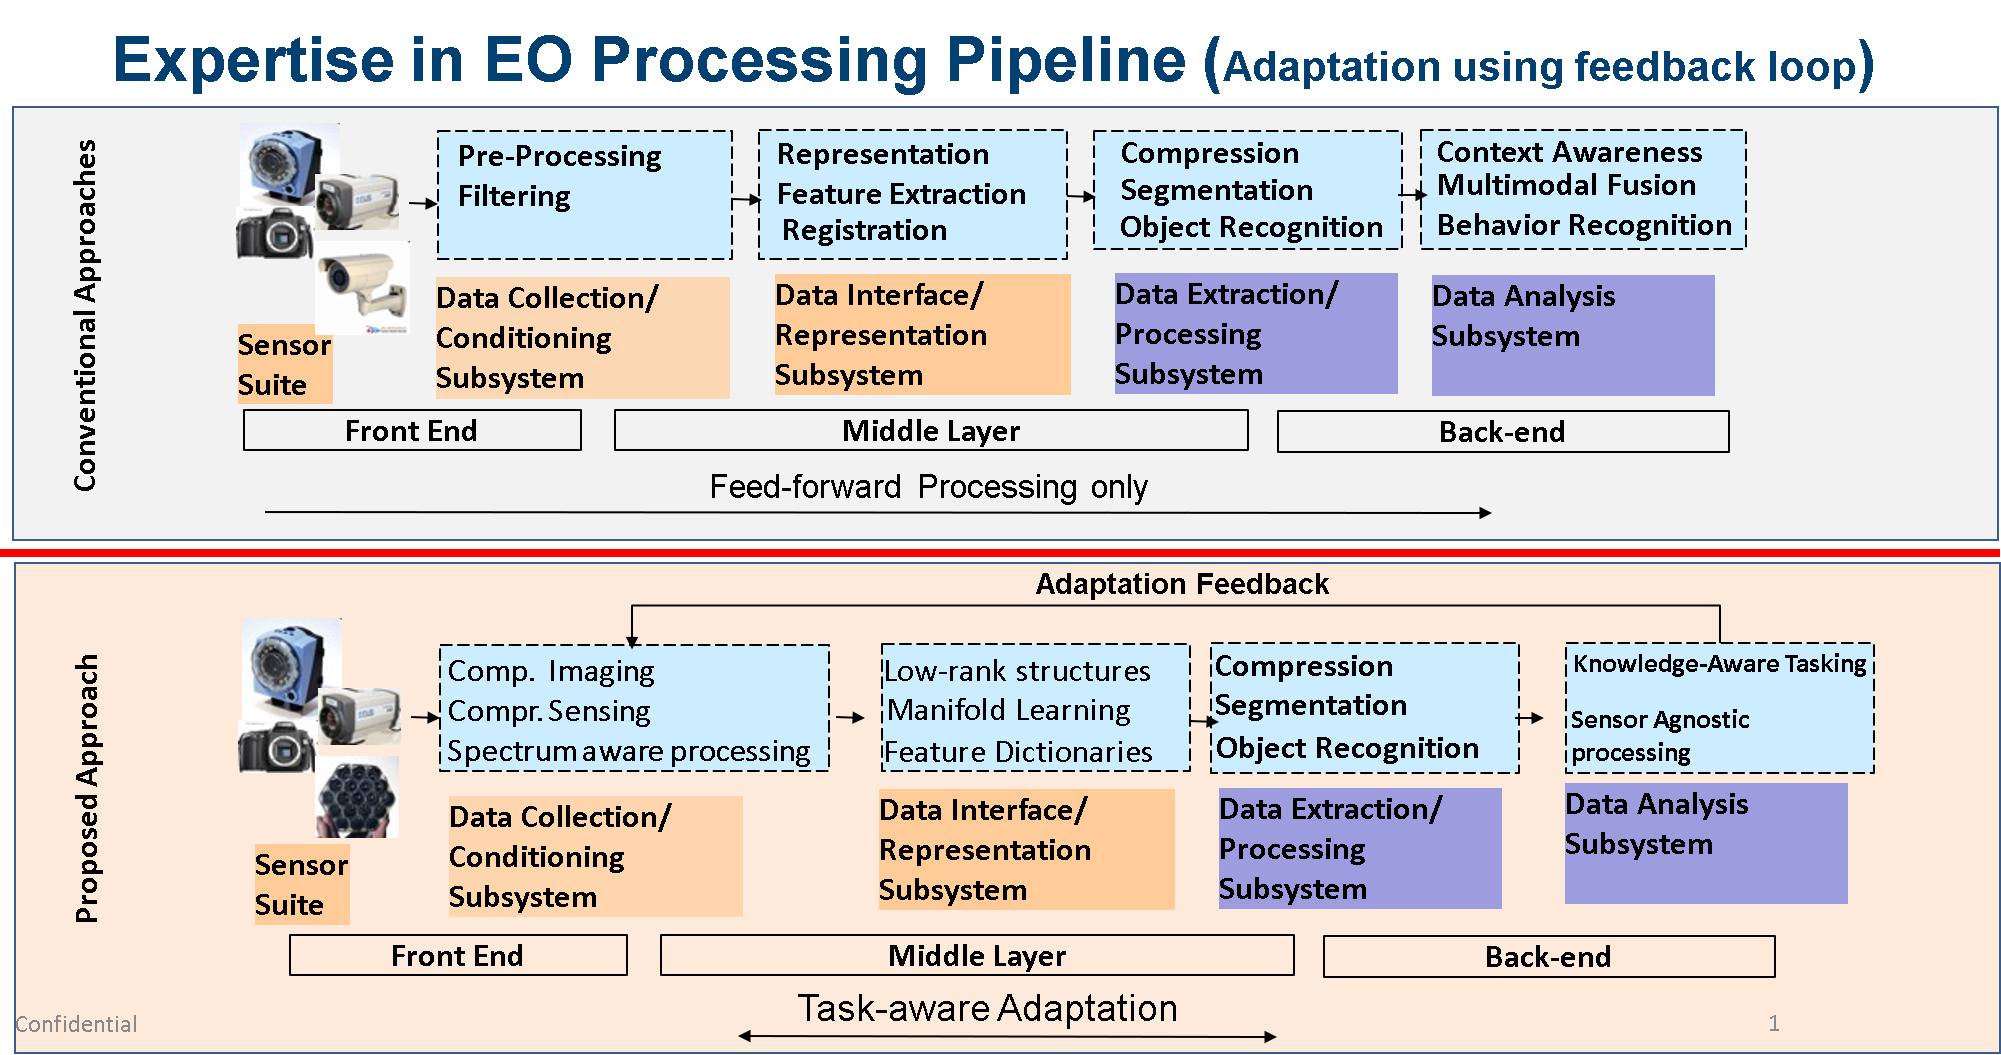 Expertise in EO Processing Pipeline (Adaptation using feedback loop)
Conventional Approaches
Pre-Processing
Filtering
Representation
Feature Extraction
Registration
Compression
Segmentation
Object Recognition
Context Awareness
Multimodal Fusion
Behavior Recognition
Sensor
Suite
Data Collection/
Conditioning
Subsystem
Data Interface/
Representation
Subsystem
Data Extraction/
Processing
Subsystem
Data Analysis
Subsystem
Front End
Middle Layer
Back-end
Feed-forward Processing only
Proposed Approach
Adaptation Feedback
Comp. Imaging
Compr. Sensing
Spectrum aware processing
Low-rank structures
Manifold Learning
Feature Dictionaries
Compression
Segmentation
Object Recognition
Knowledge-Aware Tasking
Sensor Agnostic
processing
Sensor
Suite
Data Collection/
Conditioning
Subsystem
Data Interface/
Representation
Subsystem
Data Extraction/
Processing
Subsystem
Data Analysis
Subsystem
Front End
Middle Layer
Back-end
Task-aware Adaptation
Confidential
1